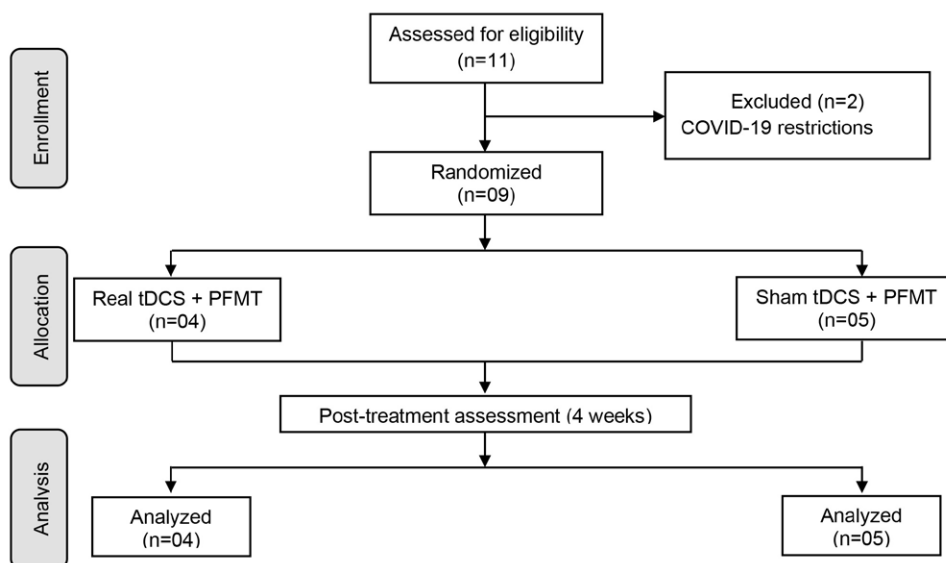 Enrollment
Assessed for eligibility
(n=11)
Excluded (n=2)
COVID-19 restrictions
Randomized
(n=09)
Allocation
Real tDCS + PFMT
(n=04)
Sham tDCS + PFMT
(n=05)
Post-treatment assessment (4 weeks)
Analysis
Analyzed
(n=04)
Analyzed
(n=05)